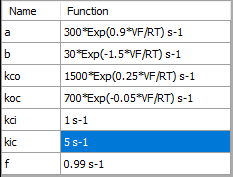 Name Function
a 300*Exp(0.9*VF/RT) s-1
b 30*Exp(-1.5*VF/RT) s-1
kco 1500*Exp(0.25*VF/RT) s-1
koc 700*Exp(-0.05*VF/RT) s-1
kci 1 s-1
kic 5 s-1
f 0.99 s-1